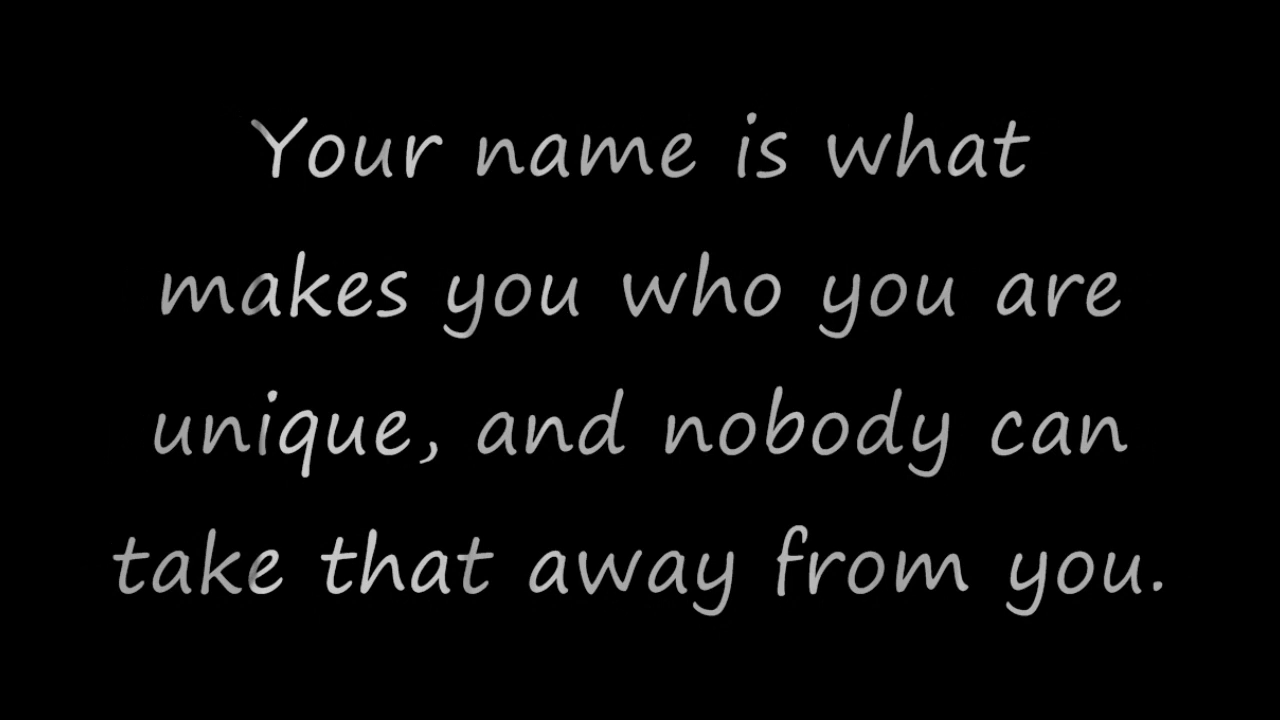 Your name is what
makes you who you are
unique, and nobody can
take that away from you.